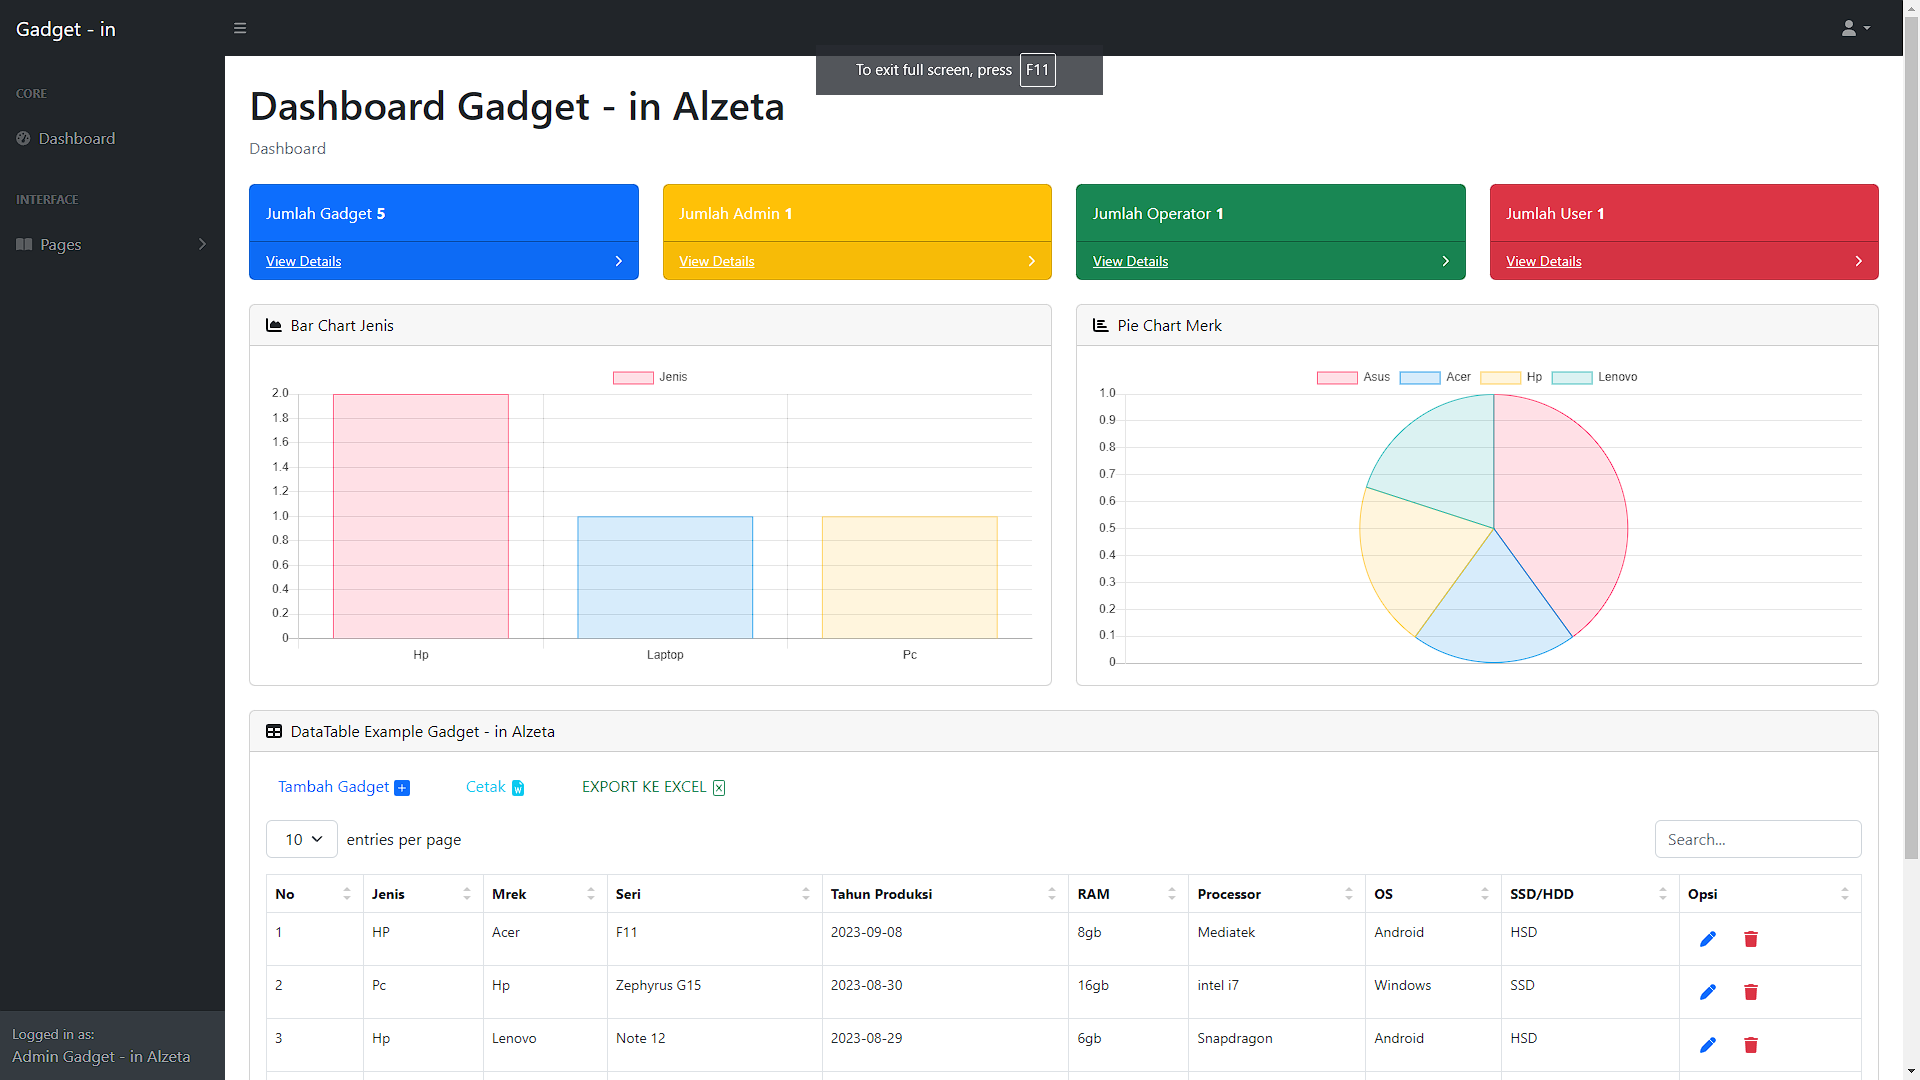 Gadget - in
To exit full screen, press F11
CORE
Dashboard
INTERFACE
Pages
Logged in as:
Admin Gadget - in Alzeta
Dashboard Gadget - in Alzeta
Dashboard
Jumlah Gadget 5
View Details
Jumlah Admin 1
View Details
Jumlah Operator 1
View Details
Jumlah User 1
View Details
Bar Chart Jenis
Jenis
2.0
1.8
1.6
1.4
1.2
1.0
0.8
0.6
0.4
0.2
0
Hp Laptop Pc
Pie Chart Merk
Asus Acer Hp Lenovo
1.0
0.9
0.8
0.7
0.6
0.5
0.4
0.3
0.2
0.1
0
DataTable Example Gadget - in Alzeta
Tambah Gadget Cetak EXPORT KE EXCEL
10 entries per page Search...
No Jenis Mrek Seri Tahun Produksi RAM Processor OS SSD/HDD Opsi
1 HP Acer F11 2023-09-08 8gb Mediatek Android HSD
2 Pc Hp Zephyrus G15 2023-08-30 16gb intel i7 Windows SSD
3 Hp Lenovo Note 12 2023-08-29 6gb Snapdragon Android HSD